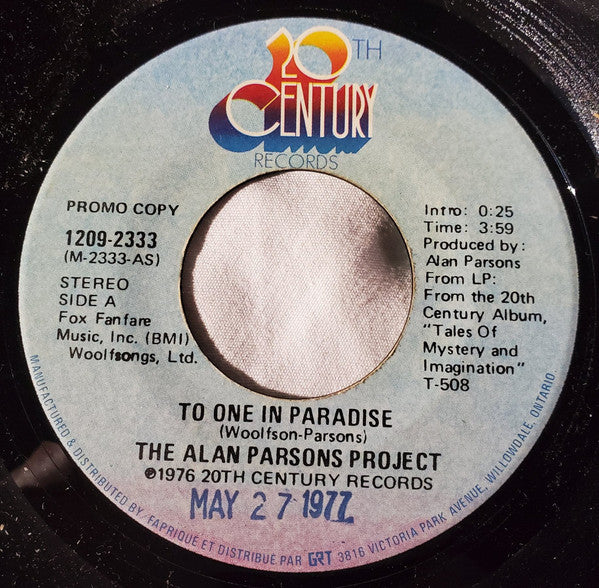 20TH
CENTURY
RECORDS
PROMO COPY
1209-2333
(M-2333-AS)
STEREO
SIDE A
Fox Fanfare
Music, Inc. (BMI)
Woolfsongs, Ltd.
Intro: 0:25
Time: 3:59
Produced by:
Alan Parsons
From LP:
From the 20th
Century Album,
"Tales Of
Mystery and
Imagination"
T-508
TO ONE IN PARADISE
(Woolfson-Parsons)
THE ALAN PARSONS PROJECT
℗1976 20TH CENTURY RECORDS
MAY 27 1977
MANUFACTURED & DISTRIBUTED BY / FAPRIQUÉ ET DISTRIBUÉ PAR GRT 3816 VICTORIA PARK AVENUE, WILLOWDALE, ONTARIO.